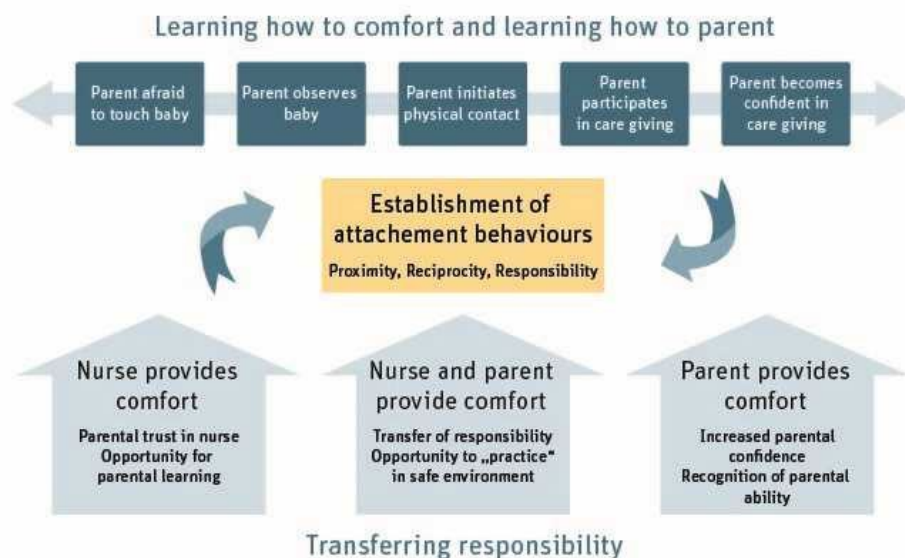 Learning how to comfort and learning how to parent
Parent afraid
to touch baby
Parent observes
baby
Parent initiates
physical contact
Parent
participates
in care giving
Parent becomes
confident in
care giving
Establishment of
attachement behaviours
Proximity, Reciprocity, Responsibility
Nurse provides
comfort
Parental trust in nurse
Opportunity for
parental learning
Nurse and parent
provide comfort
Transfer of responsibility
Opportunity to „practice“
in safe environment
Parent provides
comfort
Increased parental
confidence
Recognition of parental
ability
Transferring responsibility